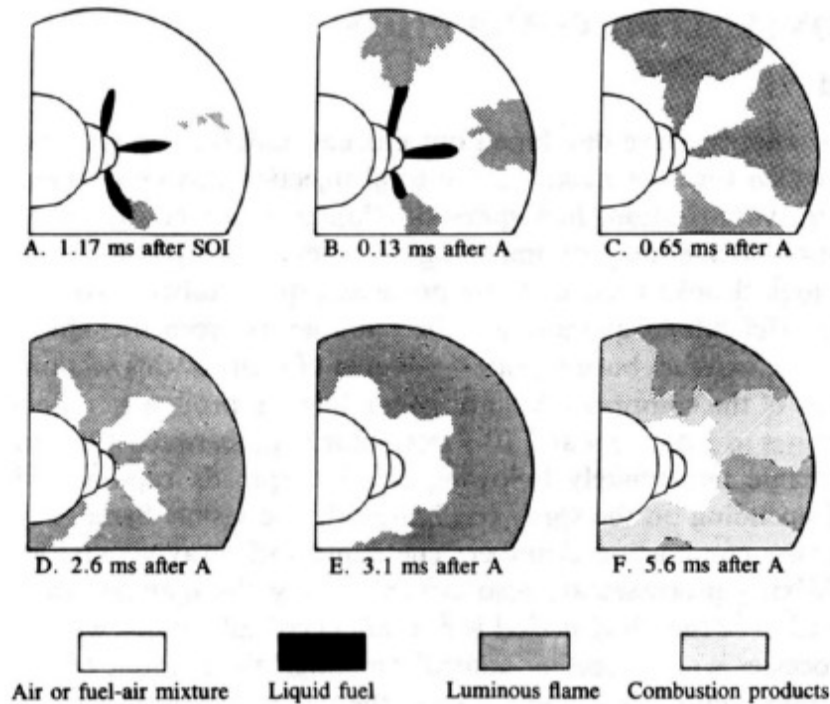 A. 1.17 ms after SOI
B. 0.13 ms after A
C. 0.65 ms after A
D. 2.6 ms after A
E. 3.1 ms after A
F. 5.6 ms after A
Air or fuel-air mixture
Liquid fuel
Luminous flame
Combustion products